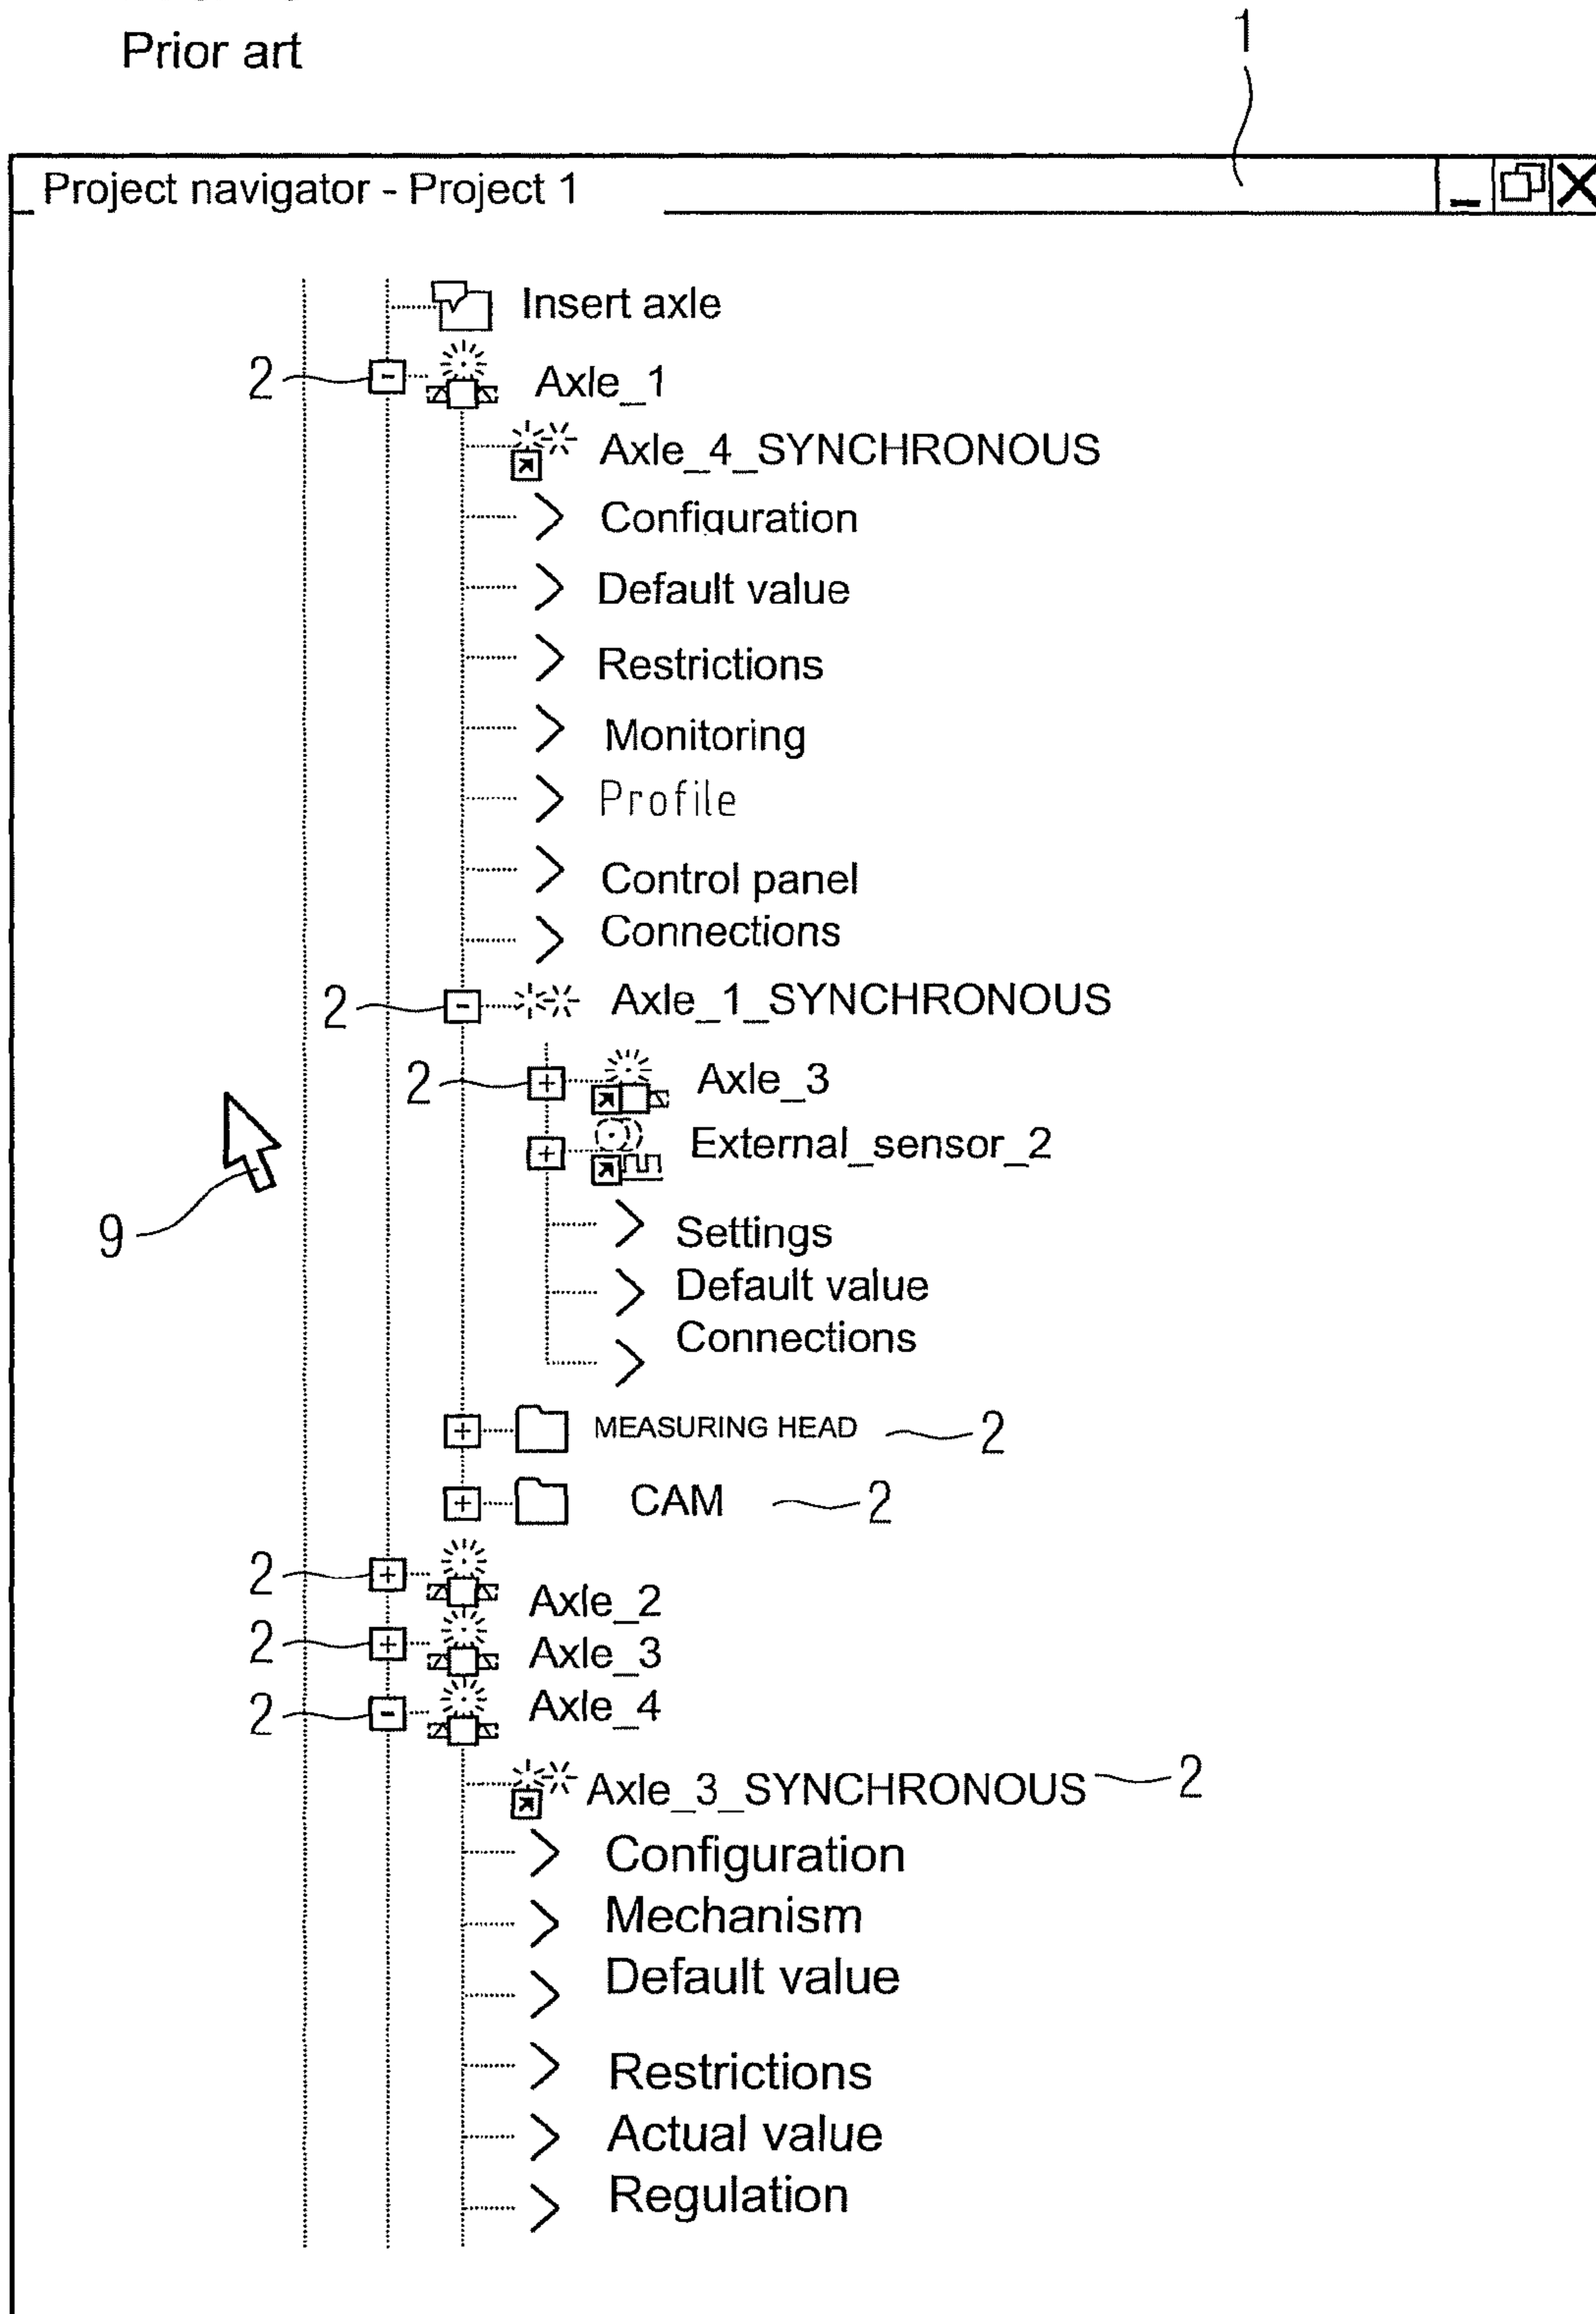 Prior art
1
Project navigator - Project 1
Insert axle
2 Axle_1
Axle_4_SYNCHRONOUS
Configuration
Default value
Restrictions
Monitoring
Profile
Control panel
Connections
2 Axle_1_SYNCHRONOUS
2 Axle_3
External_sensor_2
9
Settings
Default value
Connections
MEASURING HEAD 2
CAM 2
2 Axle_2
2 Axle_3
2 Axle_4
Axle_3_SYNCHRONOUS 2
Configuration
Mechanism
Default value
Restrictions
Actual value
Regulation